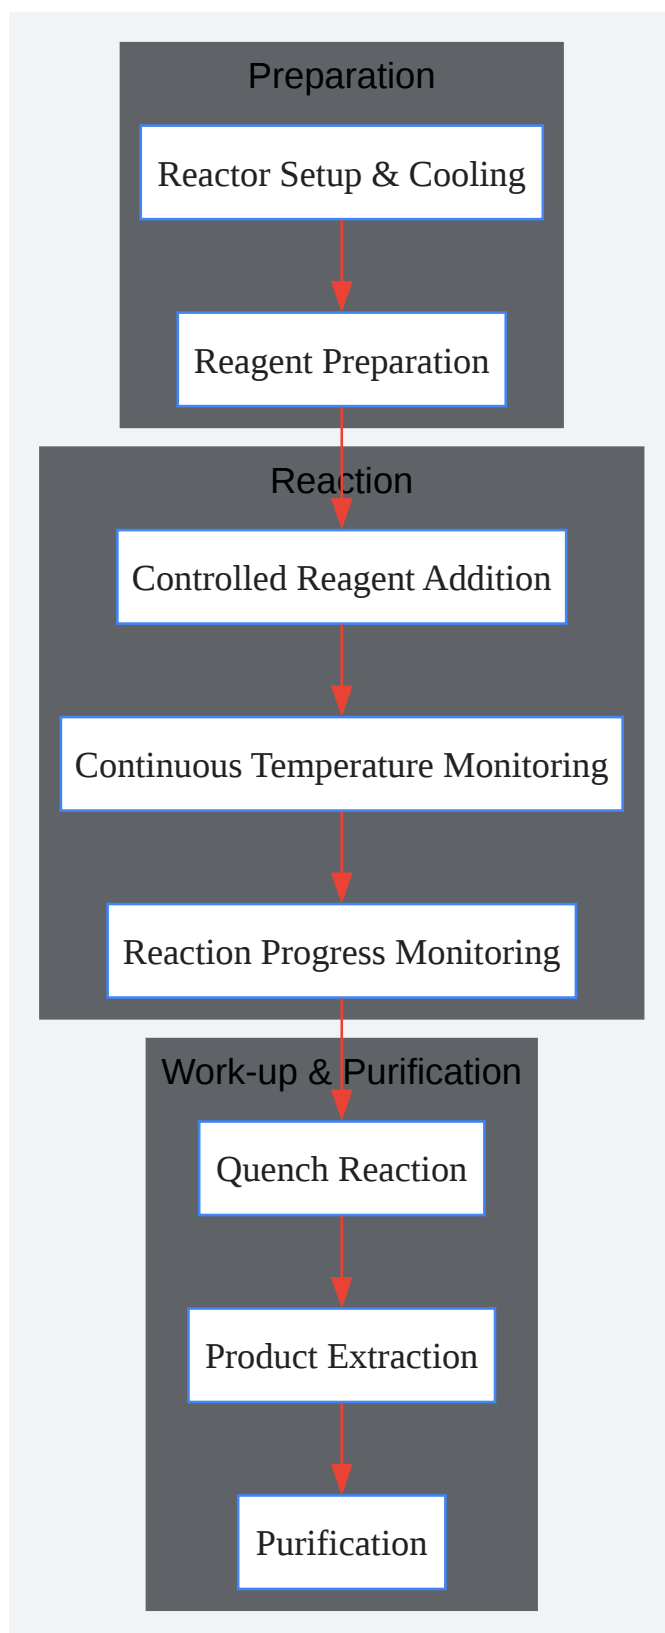 Preparation
Reactor Setup & Cooling
Reagent Preparation
Reaction
Controlled Reagent Addition
Continuous Temperature Monitoring
Reaction Progress Monitoring
Work-up & Purification
Quench Reaction
Product Extraction
Purification